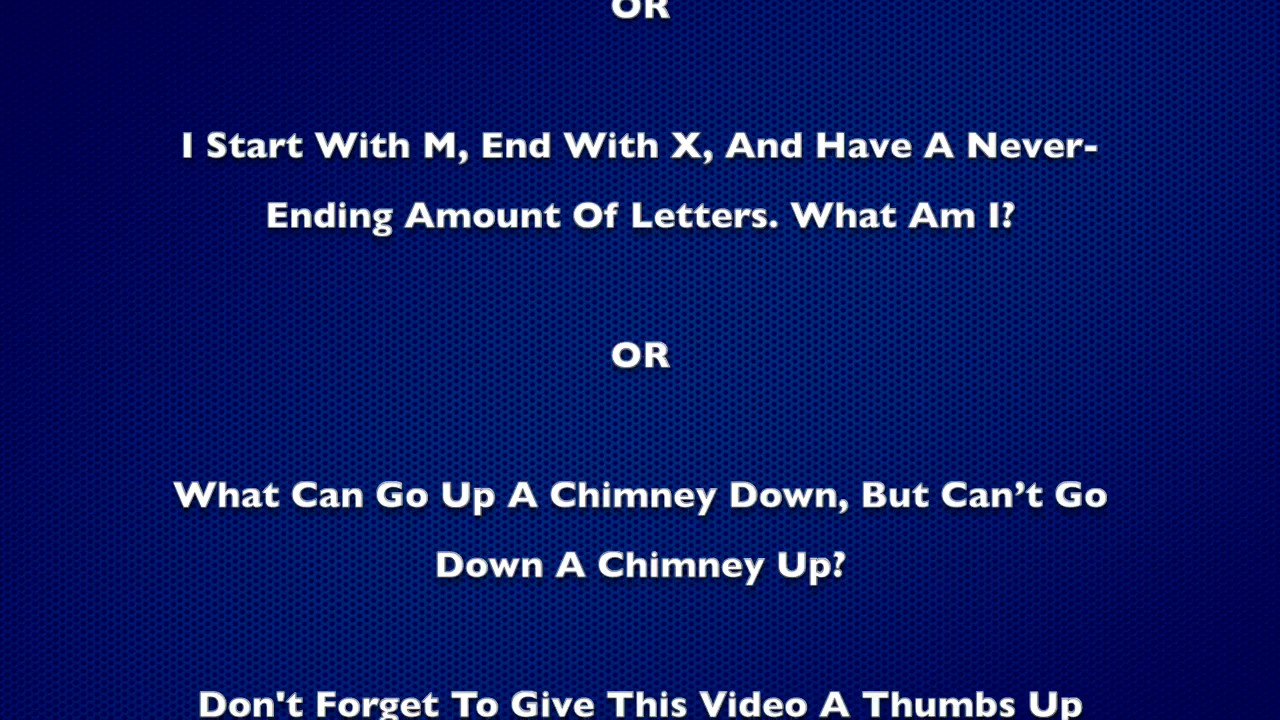 OR
I Start With M, End With X, And Have A Never-
Ending Amount Of Letters. What Am I?
OR
What Can Go Up A Chimney Down, But Can’t Go
Down A Chimney Up?
Don't Forget To Give This Video A Thumbs Up